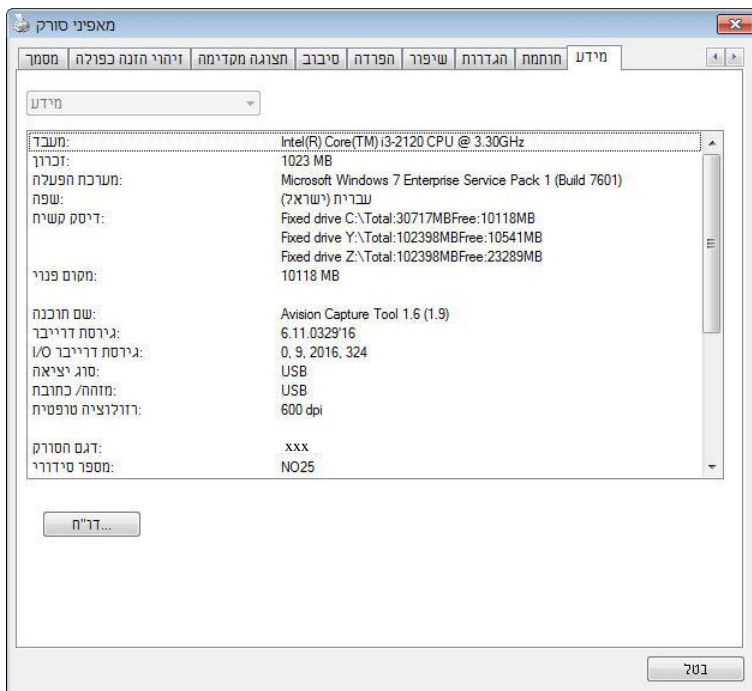 מאפיני סורק
מסמך זיהוי הזנה כפולה תצוגה מקדימה סיבוב הפרדה שיפור הגדרות חותמת מידע
מידע
מעבד: Intel(R) Core(TM) i3-2120 CPU @ 3.30GHz
זכרון: 1023 MB
מערכת הפעלה: Microsoft Windows 7 Enterprise Service Pack 1 (Build 7601)
שפה: עברית (ישראל)
דיסק קשיח: Fixed drive C:\Total:30717MBFree:10118MB
Fixed drive Y:\Total:102398MBFree:10541MB
Fixed drive Z:\Total:102398MBFree:23289MB
מקום פנוי: 10118 MB
שם תוכנה: Avision Capture Tool 1.6 (1.9)
גירסת דרייבר: 6.11.0329'16
גירסת דרייבר I/O: 0, 9, 2016, 324
סוג יציאה: USB
מזהה/ כתובת: USB
רזולוציה טופטית: 600 dpi
דגם הסורק: xxx
מספר סידורי: NO25
דו"ח...
בטל